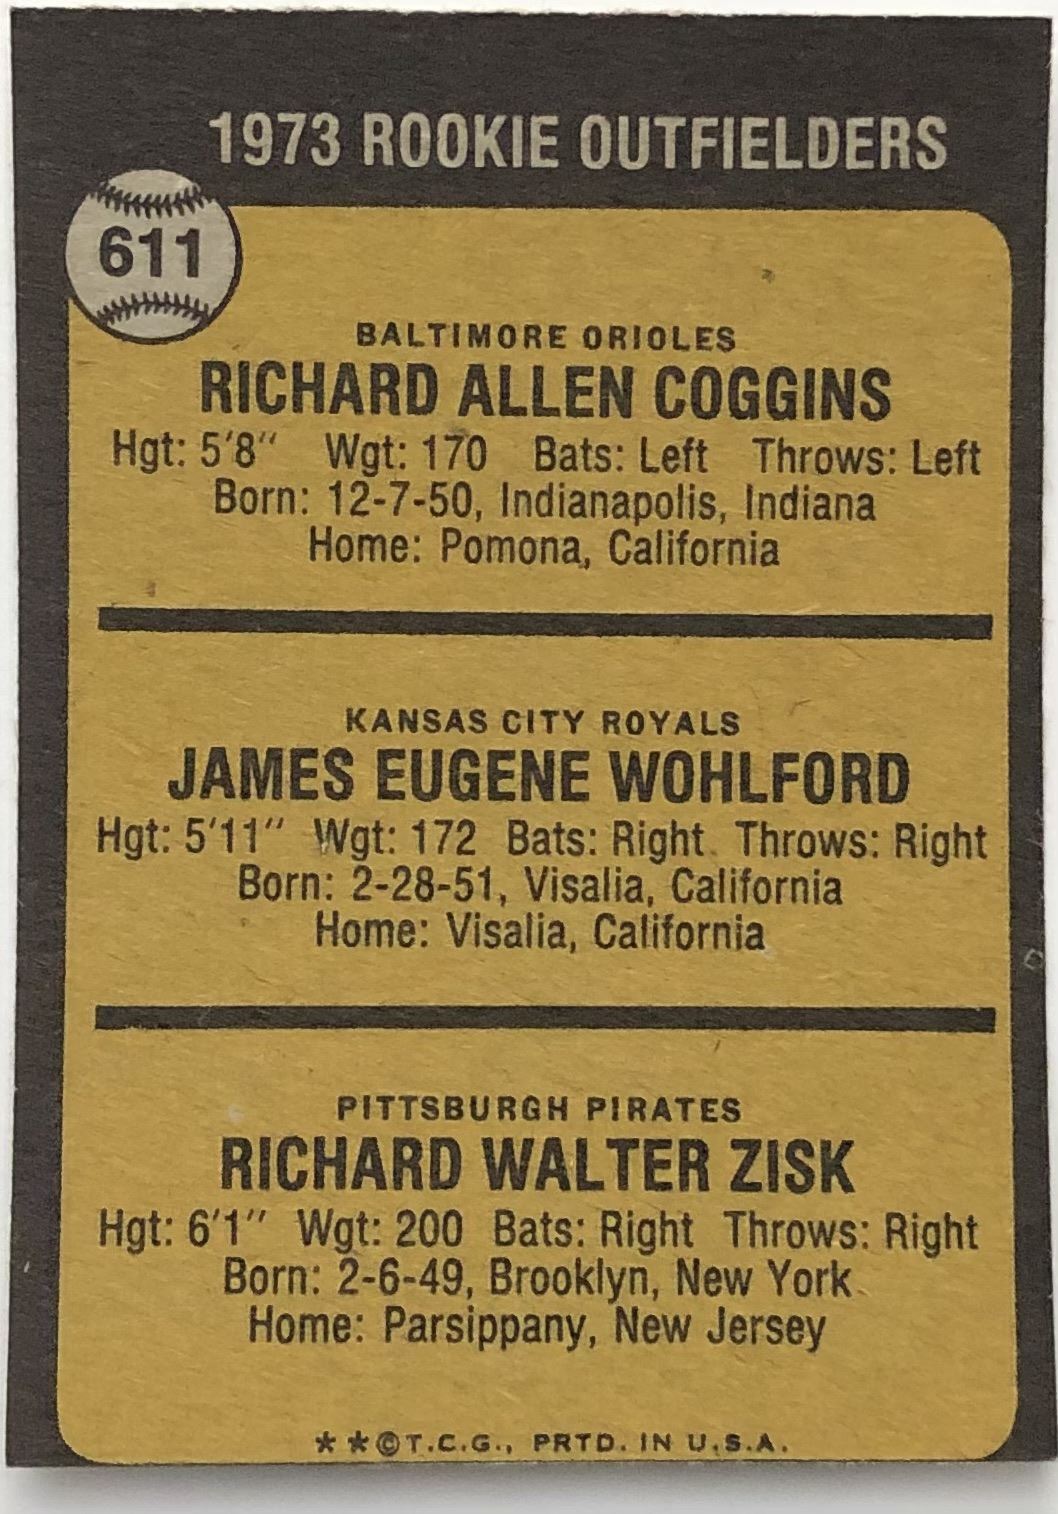 1973 ROOKIE OUTFIELDERS
611
BALTIMORE ORIOLES
RICHARD ALLEN COGGINS
Hgt: 5'8" Wgt: 170 Bats: Left Throws: Left
Born: 12-7-50, Indianapolis, Indiana
Home: Pomona, California
KANSAS CITY ROYALS
JAMES EUGENE WOHLFORD
Hgt: 5'11" Wgt: 172 Bats: Right Throws: Right
Born: 2-28-51, Visalia, California
Home: Visalia, California
PITTSBURGH PIRATES
RICHARD WALTER ZISK
Hgt: 6'1" Wgt: 200 Bats: Right Throws: Right
Born: 2-6-49, Brooklyn, New York
Home: Parsippany, New Jersey
* *©T.C.G., PRTD. IN U.S.A.